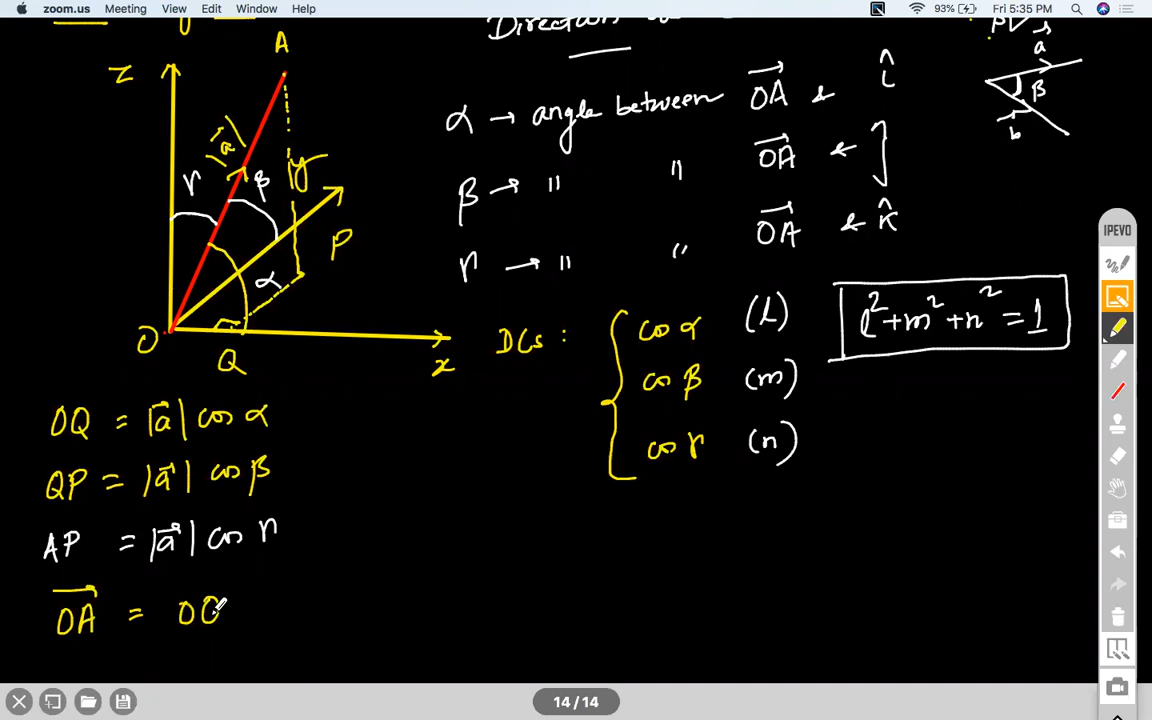 zoom.us Meeting View Edit Window Help 93% Fri 5:35 PM
Direction
A
Z
|a⃗|
γ
β
y
P
α
O
Q
x
α → angle between OA⃗ & î
β → " " OA⃗ & ĵ
γ → " " OA⃗ & k̂
a⃗
β
b⃗
DCs : { cos α (l)
cos β (m)
cos γ (n)
l² + m² + n² = 1
OQ = |a⃗| cos α
QP = |a⃗| cos β
AP = |a⃗| cos γ
OA⃗ = OQ
IPEVO
14 / 14